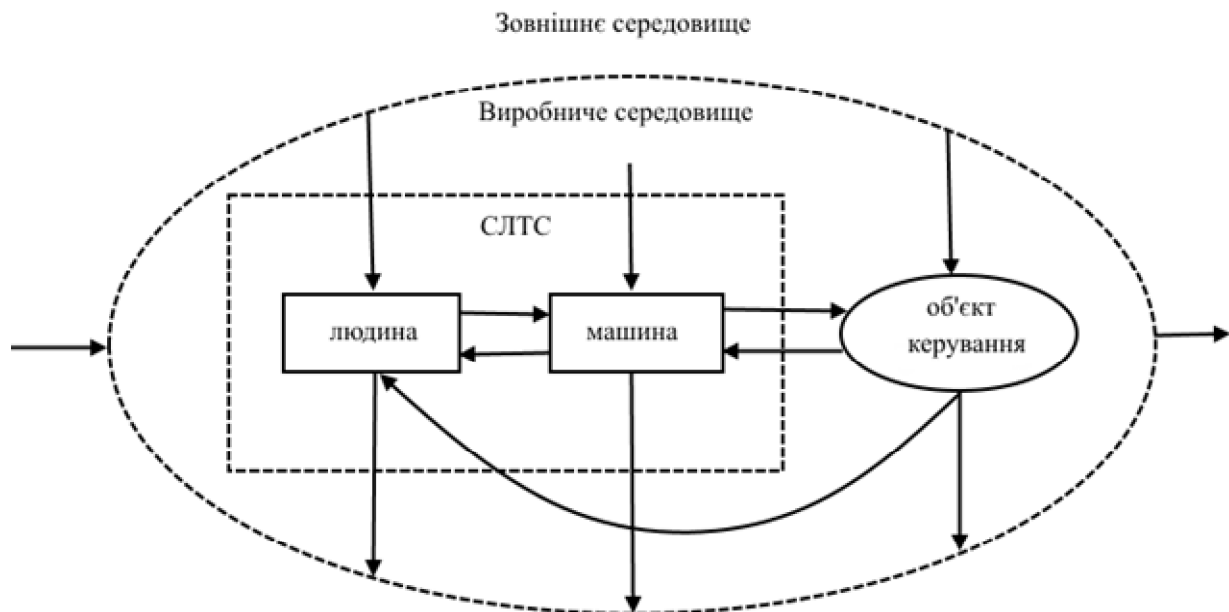 Зовнішнє середовище
Виробниче середовище
СЛТС
людина
машина
об'єкт
керування